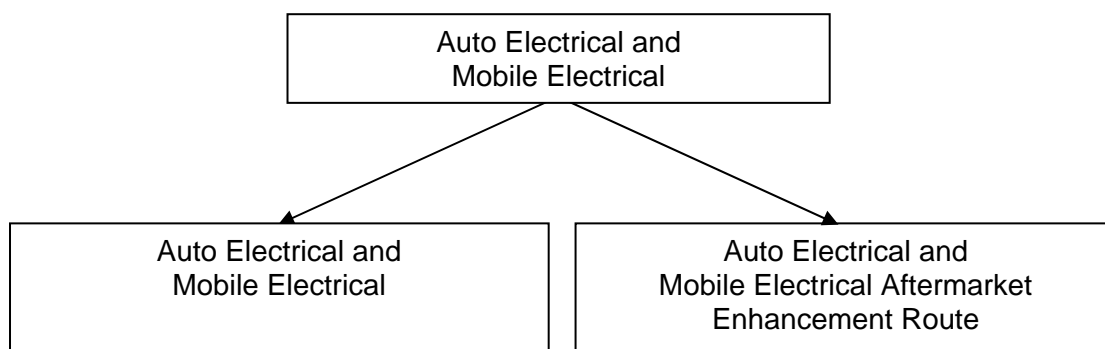 Auto Electrical and
Mobile Electrical
Auto Electrical and
Mobile Electrical
Auto Electrical and
Mobile Electrical Aftermarket
Enhancement Route